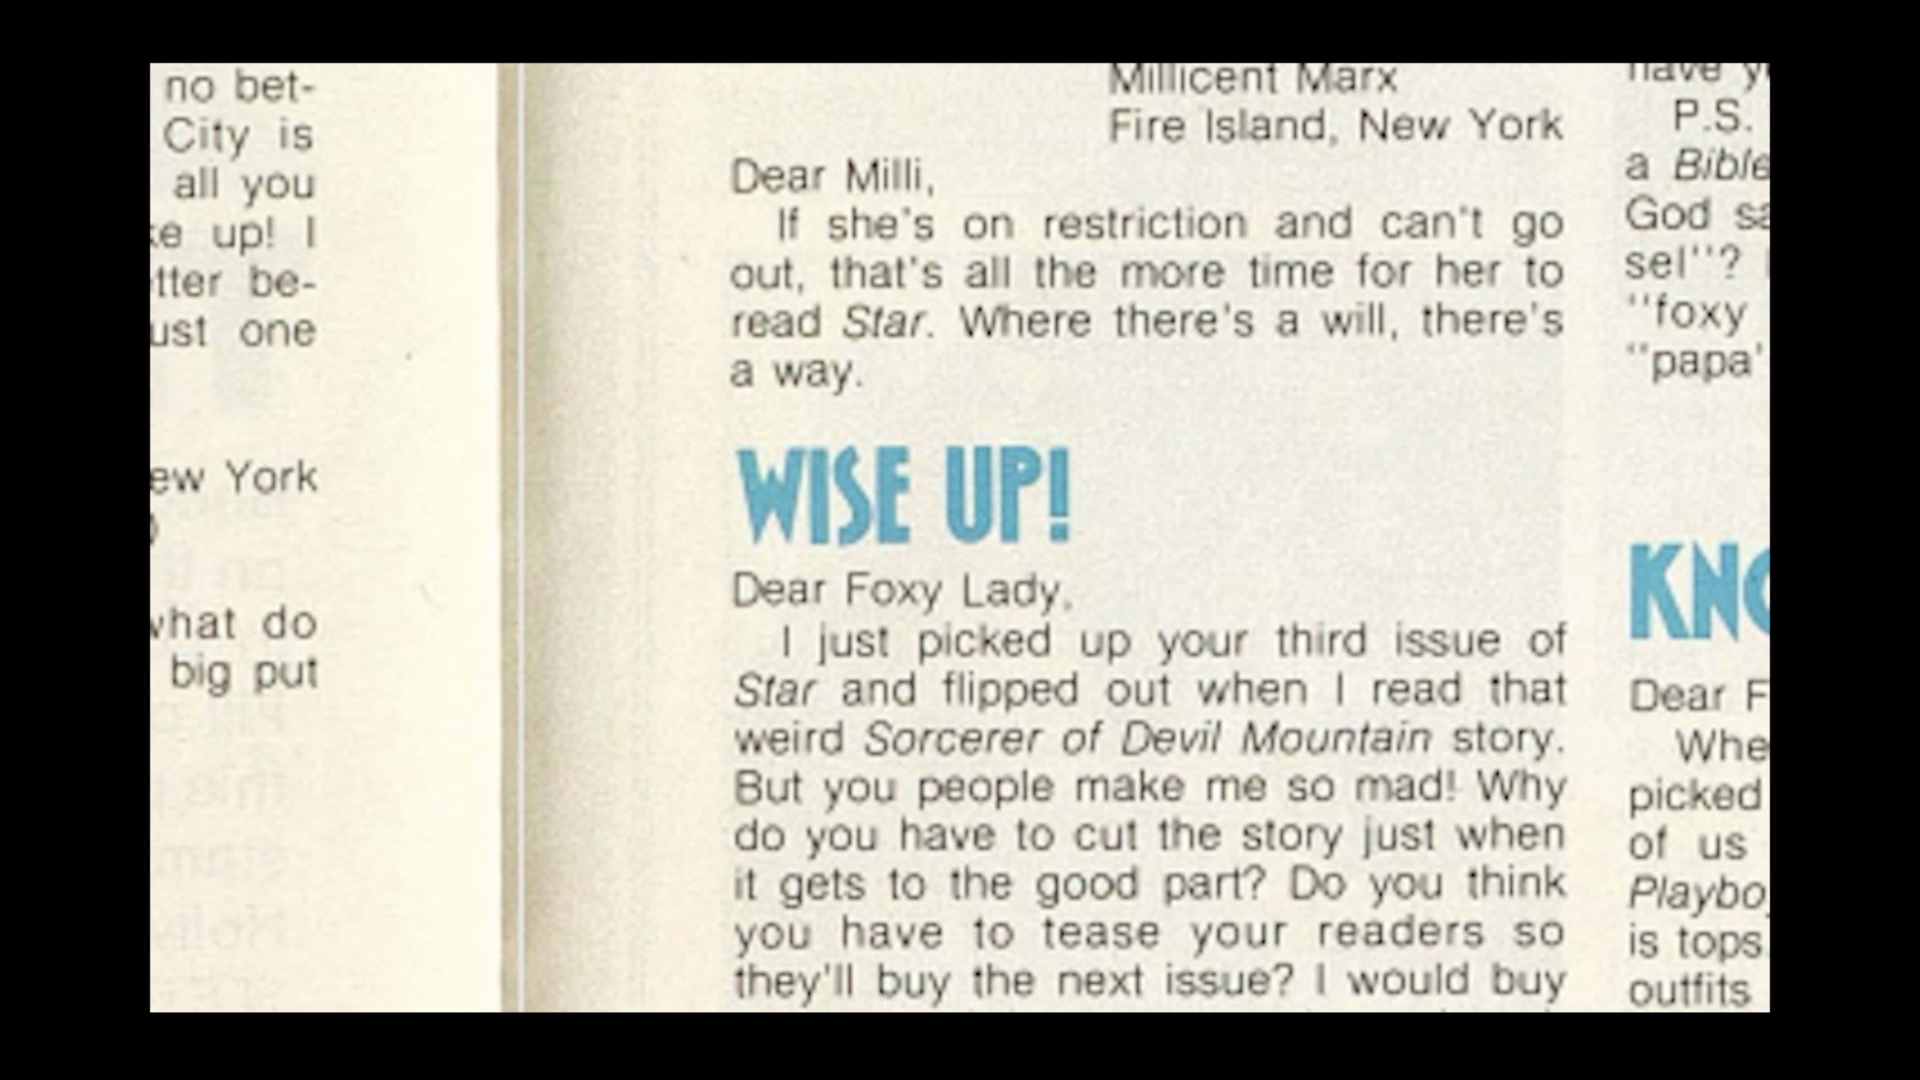 no bet-
City is
all you
up! I
be-
one
York
do
big put
Millicent Marx
Fire Island, New York
Dear Milli,
If she's on restriction and can't go
out, that's all the more time for her to
read Star. Where there's a will, there's
a way.
WISE UP!
Dear Foxy Lady,
I just picked up your third issue of
Star and flipped out when I read that
weird Sorcerer of Devil Mountain story.
But you people make me so mad! Why
do you have to cut the story just when
it gets to the good part? Do you think
you have to tease your readers so
they'll buy the next issue? I would buy
have
P.S.
a Bible
God
sel''?
''foxy
''papa'
Dear
picked
of us
is tops.
outfits